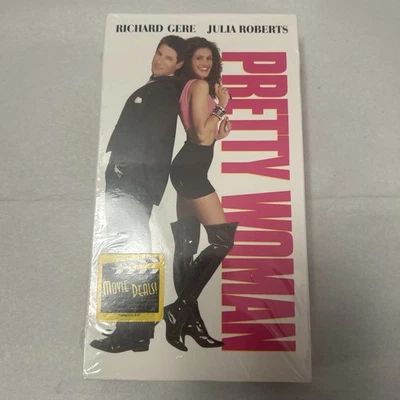 RICHARD GERE JULIA ROBERTS
PRETTY WOMAN
MOVIE DEALS!